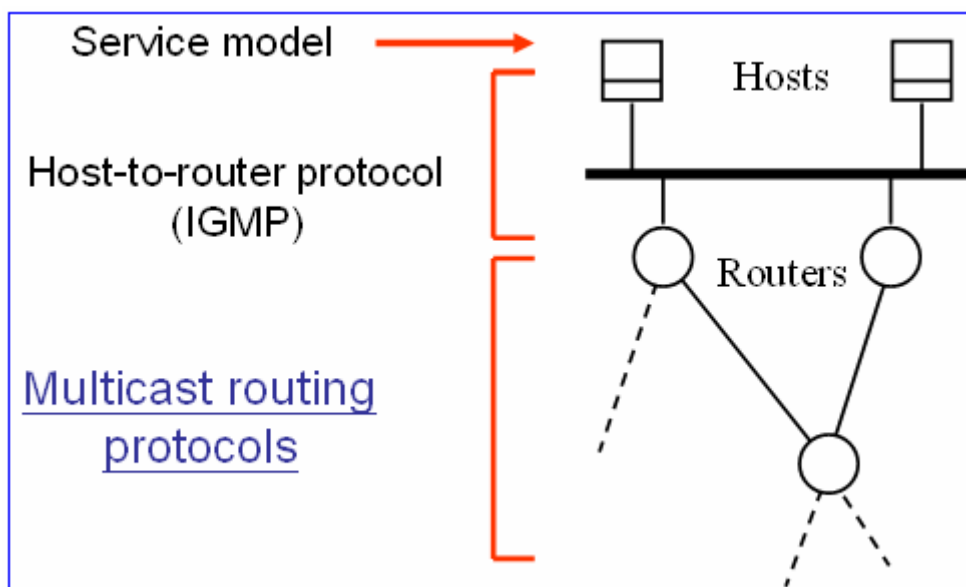 Service model
Hosts
Host-to-router protocol
(IGMP)
Routers
Multicast routing
protocols